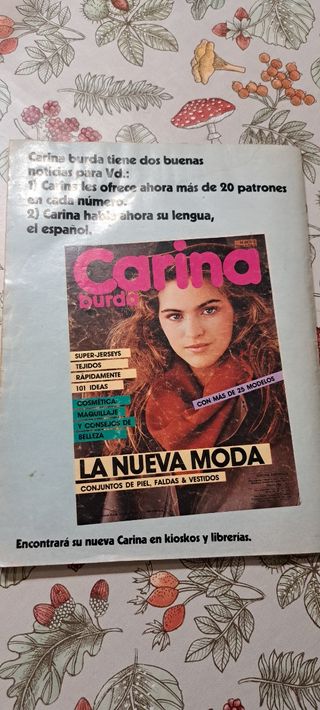 Carina burda tiene dos buenas
noticias para Vd.:
1) Carina les ofrece ahora más de 20 patrones
en cada número.
2) Carina habla ahora su lengua,
el español.
Carina
burda
SUPER-JERSEYS
TEJIDOS
RÁPIDAMENTE
101 IDEAS
COSMÉTICA:
MAQUILLAJE
Y CONSEJOS DE
BELLEZA
CON MÁS DE 25 MODELOS
LA NUEVA MODA
CONJUNTOS DE PIEL, FALDAS & VESTIDOS
Encontrará su nueva Carina en kioskos y librerías.